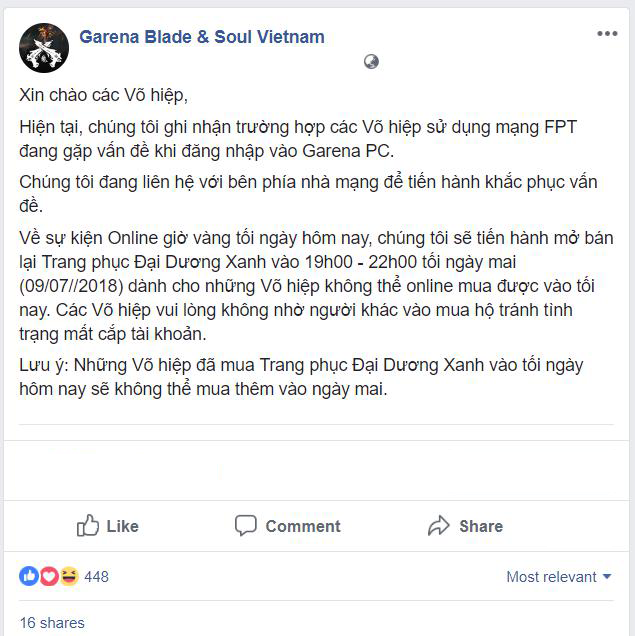 Garena Blade & Soul Vietnam
Xin chào các Võ hiệp,
Hiện tại, chúng tôi ghi nhận trường hợp các Võ hiệp sử dụng mạng FPT
đang gặp vấn đề khi đăng nhập vào Garena PC.
Chúng tôi đang liên hệ với bên phía nhà mạng để tiến hành khắc phục vấn
đề.
Về sự kiện Online giờ vàng tối ngày hôm nay, chúng tôi sẽ tiến hành mở bán
lại Trang phục Đại Dương Xanh vào 19h00 - 22h00 tối ngày mai
(09/07//2018) dành cho những Võ hiệp không thể online mua được vào tối
nay. Các Võ hiệp vui lòng không nhờ người khác vào mua hộ tránh tình
trạng mất cắp tài khoản.
Lưu ý: Những Võ hiệp đã mua Trang phục Đại Dương Xanh vào tối ngày
hôm nay sẽ không thể mua thêm vào ngày mai.
Like Comment Share
448 Most relevant
16 shares